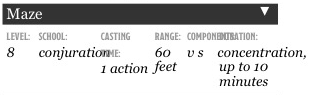 Maze ▼
LEVEL: SCHOOL: CASTING TIME: RANGE: COMPONENTS: DURATION:
8 conjuration 1 action 60 feet v s concentration, up to 10 minutes